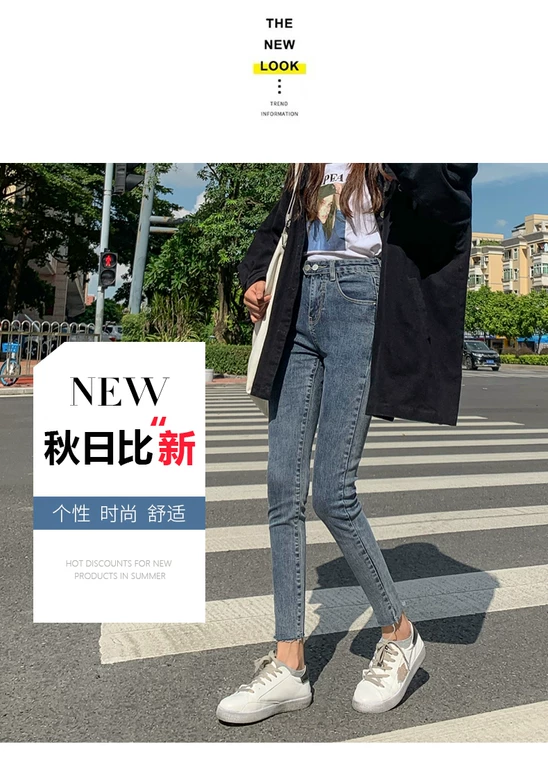 THE
NEW
LOOK
TREND
INFORMATION
NEW
秋日比“新
个性 时尚 舒适
HOT DISCOUNTS FOR NEW
PRODUCTS IN SUMMER